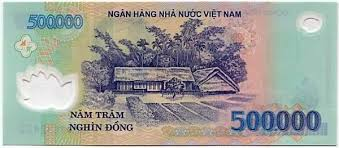 NGÂN HÀNG NHÀ NƯỚC VIỆT NAM
500000
NĂM TRĂM
NGHÌN ĐỒNG
500000